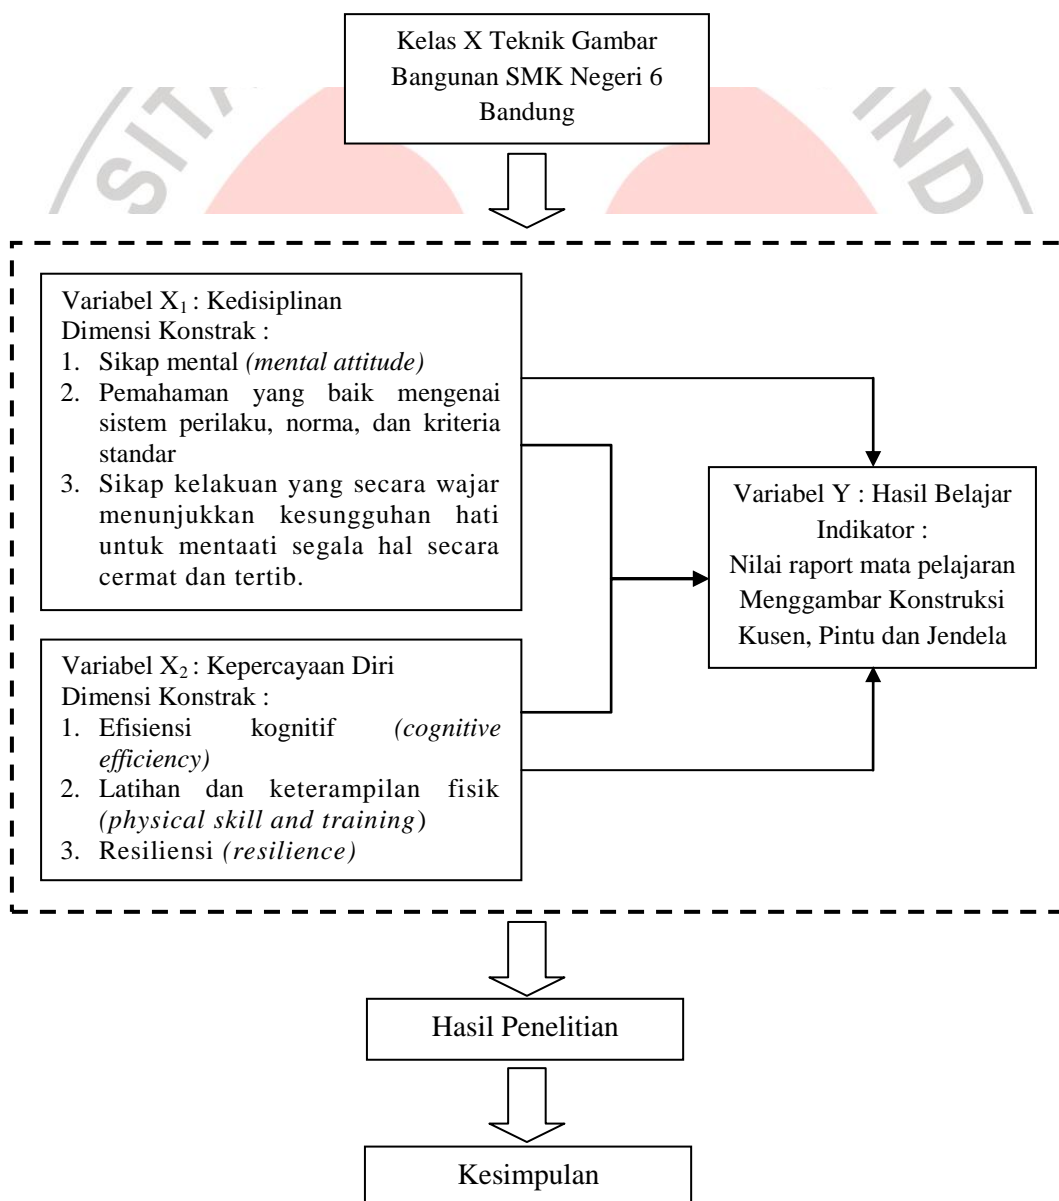 Kelas X Teknik Gambar
Bangunan SMK Negeri 6
Bandung
SITA
IND
Variabel X₁ : Kedisiplinan
Dimensi Konstrak :
1. Sikap mental (mental attitude)
2. Pemahaman yang baik mengenai
sistem perilaku, norma, dan kriteria
standar
3. Sikap kelakuan yang secara wajar
menunjukkan kesungguhan hati
untuk mentaati segala hal secara
cermat dan tertib.
Variabel Y : Hasil Belajar
Indikator :
Nilai raport mata pelajaran
Menggambar Konstruksi
Kusen, Pintu dan Jendela
Variabel X₂ : Kepercayaan Diri
Dimensi Konstrak :
1. Efisiensi kognitif (cognitive
efficiency)
2. Latihan dan keterampilan fisik
(physical skill and training)
3. Resiliensi (resilience)
Hasil Penelitian
Kesimpulan